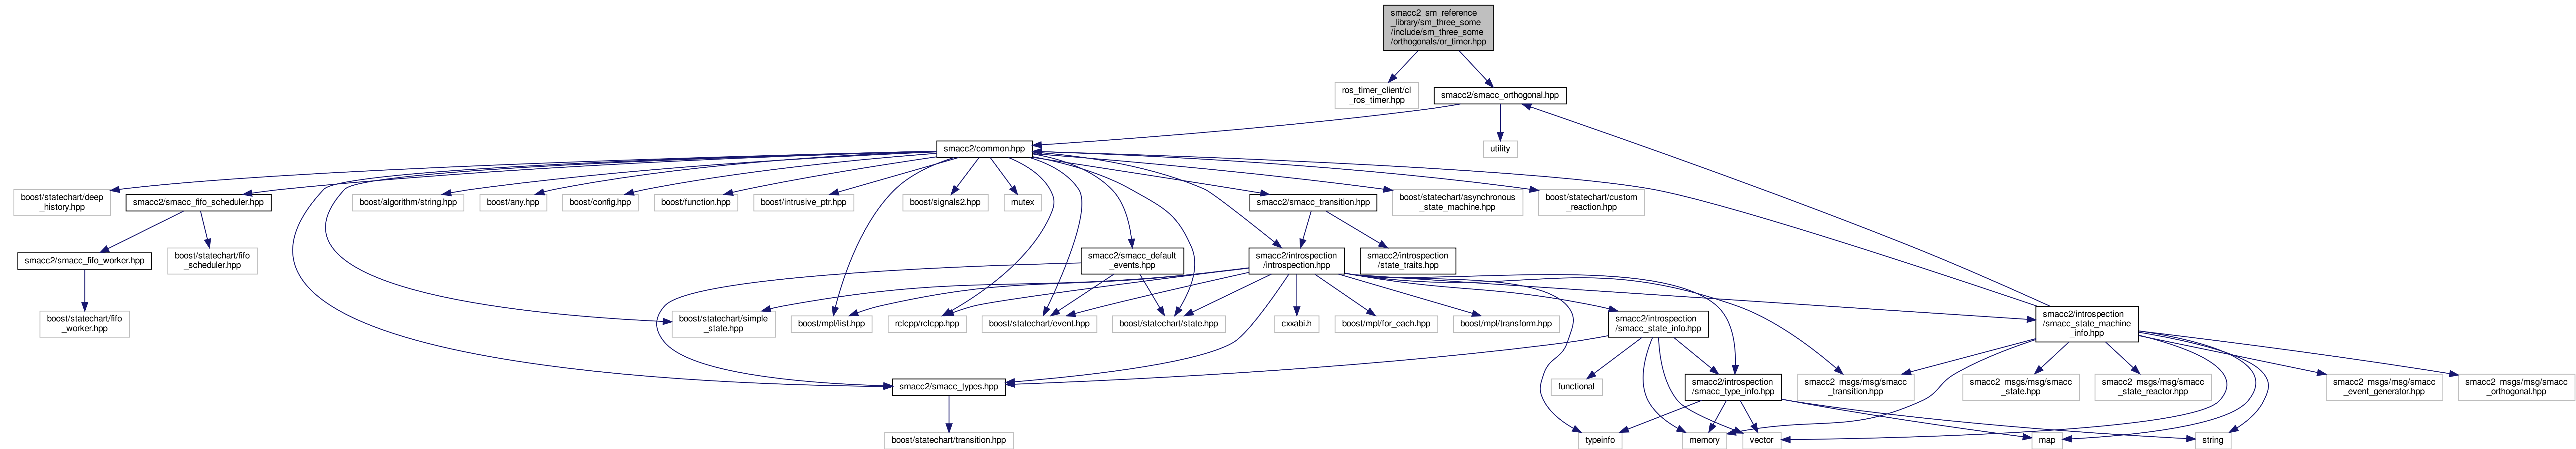 smacc2_sm_reference
_library/sm_three_some
/include/sm_three_some
/orthogonals/or_timer.hpp
ros_timer_client/cl
_ros_timer.hpp
smacc2/smacc_orthogonal.hpp
smacc2/common.hpp
utility
boost/statechart/deep
_history.hpp
smacc2/smacc_fifo_scheduler.hpp
boost/algorithm/string.hpp
boost/any.hpp
boost/config.hpp
boost/function.hpp
boost/intrusive_ptr.hpp
boost/signals2.hpp
mutex
smacc2/smacc_transition.hpp
boost/statechart/asynchronous
_state_machine.hpp
boost/statechart/custom
_reaction.hpp
smacc2/smacc_fifo_worker.hpp
boost/statechart/fifo
_scheduler.hpp
smacc2/smacc_default
_events.hpp
smacc2/introspection
/introspection.hpp
smacc2/introspection
/state_traits.hpp
boost/statechart/fifo
_worker.hpp
boost/statechart/simple
_state.hpp
boost/mpl/list.hpp
rclcpp/rclcpp.hpp
boost/statechart/event.hpp
boost/statechart/state.hpp
cxxabi.h
boost/mpl/for_each.hpp
boost/mpl/transform.hpp
smacc2/introspection
/smacc_state_info.hpp
smacc2/introspection
/smacc_state_machine
_info.hpp
smacc2/smacc_types.hpp
functional
smacc2/introspection
/smacc_type_info.hpp
smacc2_msgs/msg/smacc
_transition.hpp
smacc2_msgs/msg/smacc
_state.hpp
smacc2_msgs/msg/smacc
_state_reactor.hpp
smacc2_msgs/msg/smacc
_event_generator.hpp
smacc2_msgs/msg/smacc
_orthogonal.hpp
boost/statechart/transition.hpp
typeinfo
memory
vector
map
string